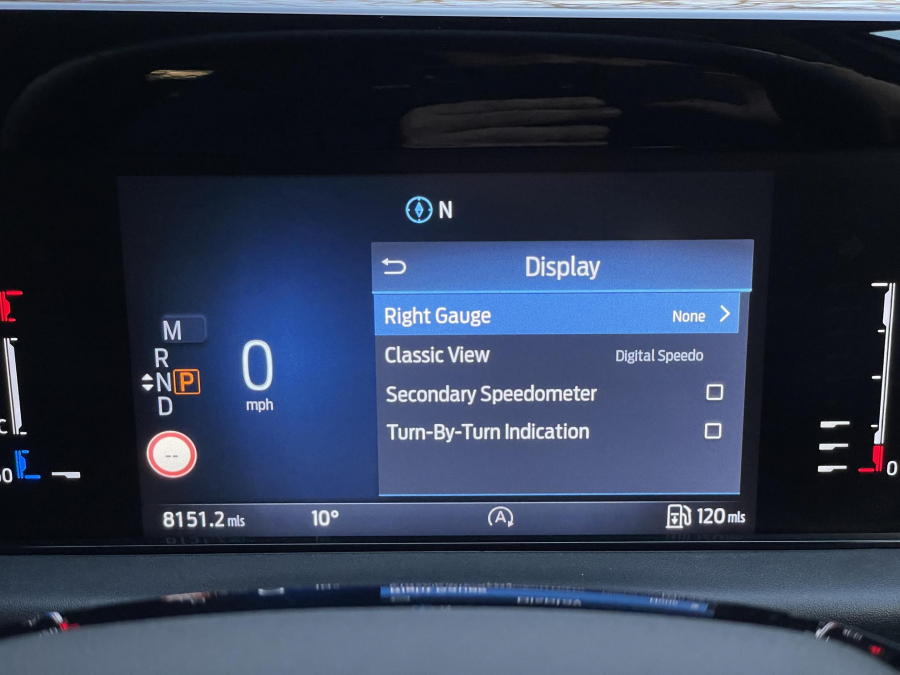 N
Display
Right Gauge None
Classic View Digital Speedo
Secondary Speedometer
Turn-By-Turn Indication
M
R
N P
D
0
mph
--
C
0
8151.2 mls 10° A 120 mls